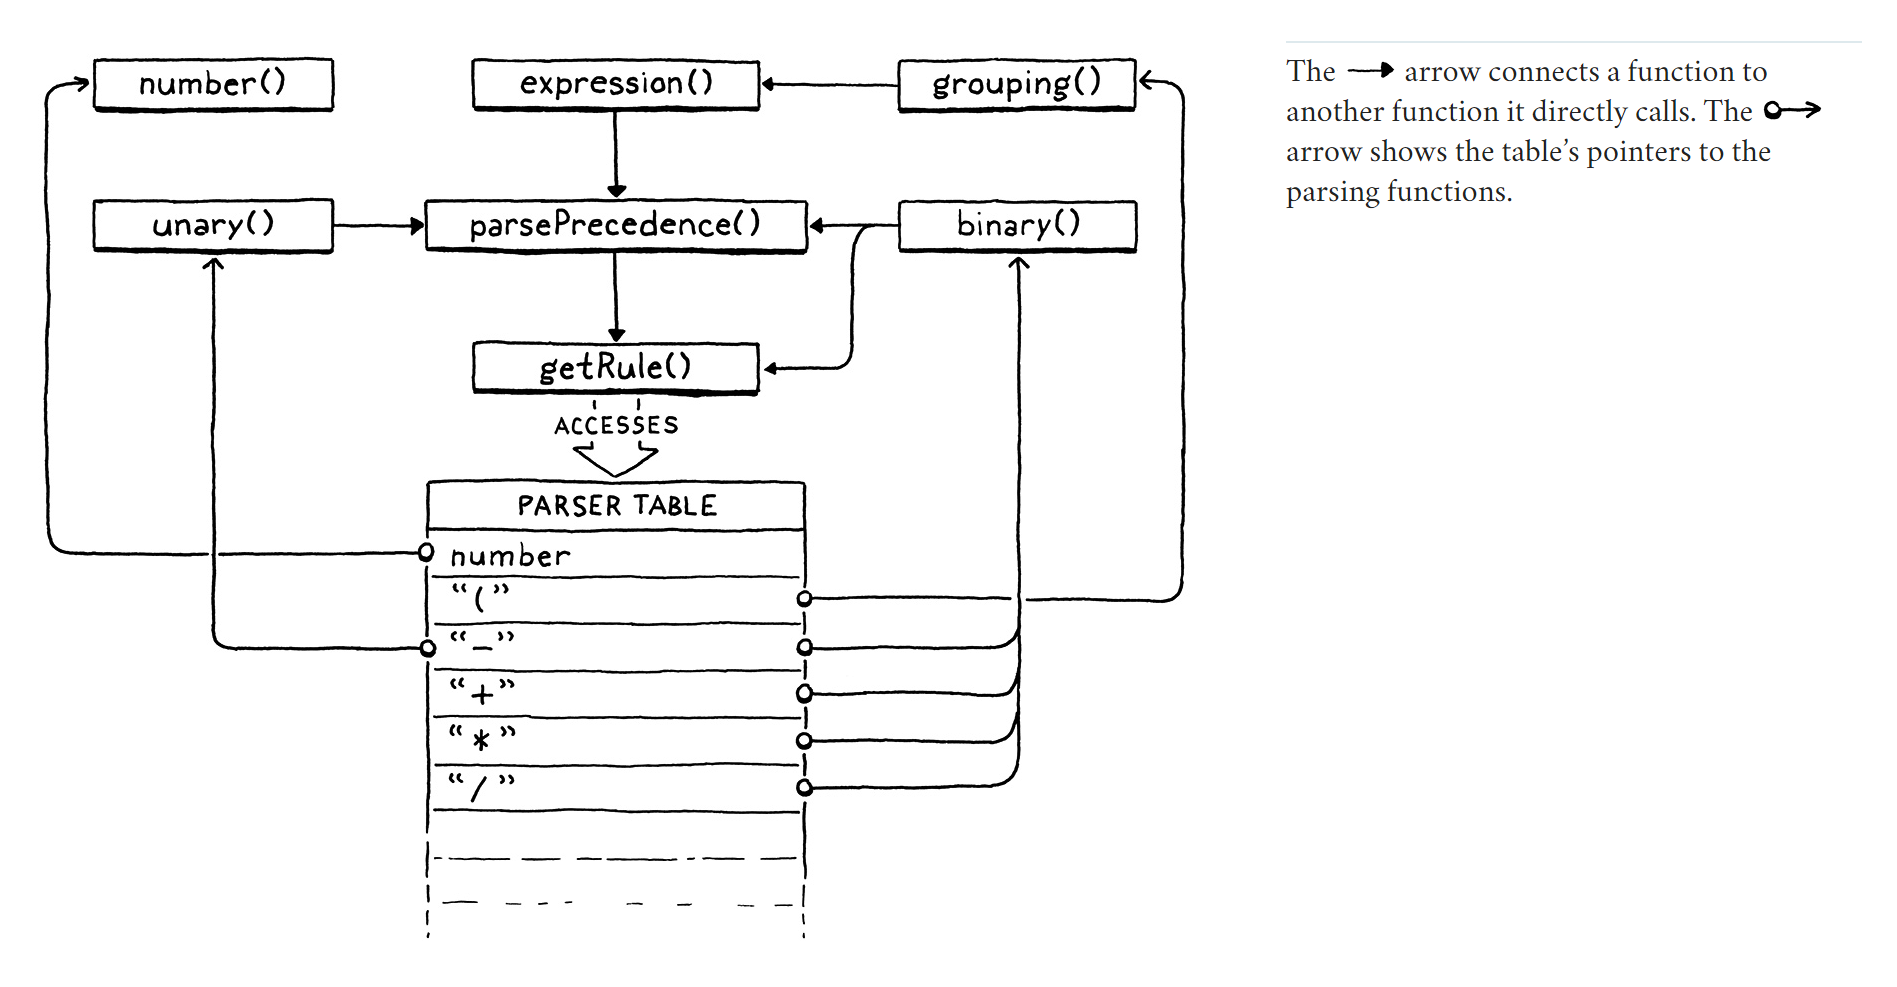 number()
expression()
grouping()
unary()
parsePrecedence()
binary()
getRule()
ACCESSES
PARSER TABLE
number
“(”
“-”
“+”
“*”
“/”
The arrow connects a function to
another function it directly calls. The
arrow shows the table’s pointers to the
parsing functions.